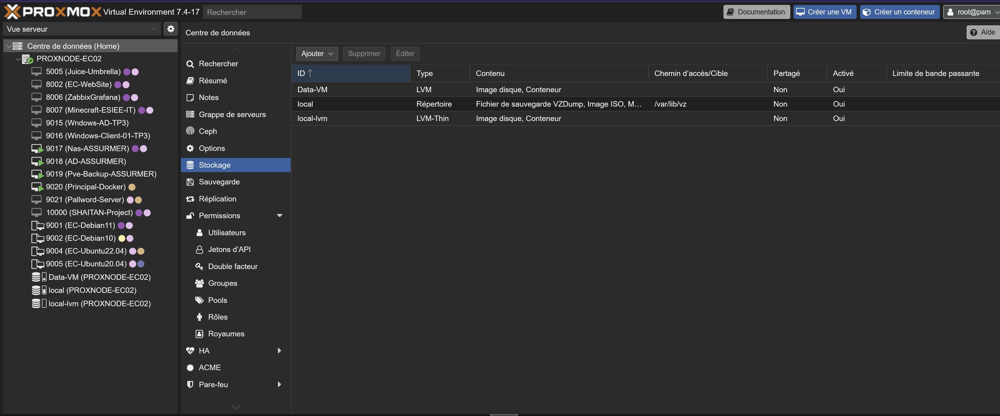 PROXMOX Virtual Environment 7.4-17 Rechercher Documentation Créer une VM Créer un conteneur root@pam
Vue serveur
Centre de données (Home)
PROXNODE-EC02
5005 (Juice-Umbrella)
8002 (EC-WebSite)
8006 (ZabbixGrafana)
8007 (Minecraft-ESIEE-IT)
9015 (Wndows-AD-TP3)
9016 (Windows-Client-01-TP3)
9017 (Nas-ASSURMER)
9018 (AD-ASSURMER)
9019 (Pve-Backup-ASSURMER)
9020 (Principal-Docker)
9021 (Pallword-Server)
10000 (SHAITAN-Project)
9001 (EC-Debian11)
9002 (EC-Debian10)
9004 (EC-Ubuntu22.04)
9005 (EC-Ubuntu20.04)
Data-VM (PROXNODE-EC02)
local (PROXNODE-EC02)
local-lvm (PROXNODE-EC02)
Centre de données
Aide
Rechercher
Résumé
Notes
Grappe de serveurs
Ceph
Options
Stockage
Sauvegarde
Réplication
Permissions
Utilisateurs
Jetons d’API
Double facteur
Groupes
Pools
Rôles
Royaumes
HA
ACME
Pare-feu
Ajouter Supprimer Éditer
ID Type Contenu Chemin d’accès/Cible Partagé Activé Limite de bande passante
Data-VM LVM Image disque, Conteneur Non Oui
local Répertoire Fichier de sauvegarde VZDump, Image ISO, M... /var/lib/vz Non Oui
local-lvm LVM-Thin Image disque, Conteneur Non Oui